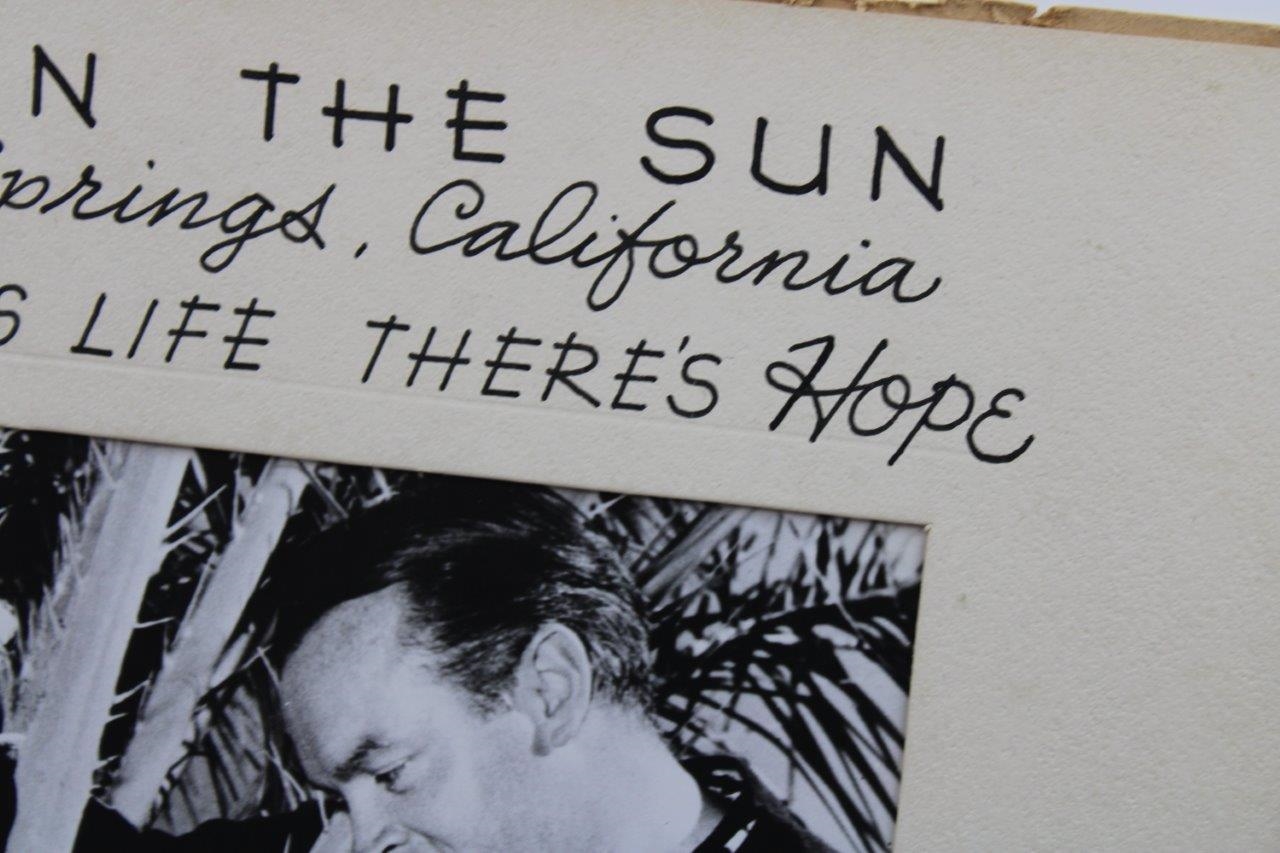 N THE SUN
prings, California
S LIFE THERE'S HOPE